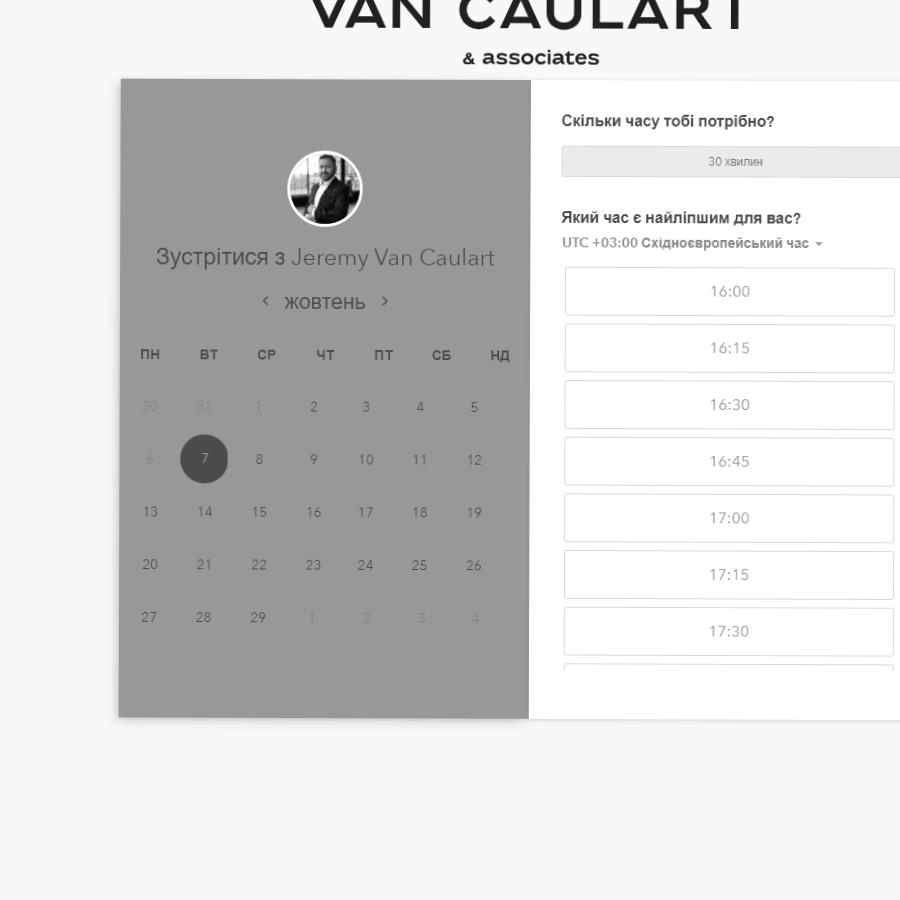 VAN CAULART
& associates
Зустрітися з Jeremy Van Caulart
жовтень
ПН ВТ СР ЧТ ПТ СБ НД
30 31 1 2 3 4 5
6 7 8 9 10 11 12
13 14 15 16 17 18 19
20 21 22 23 24 25 26
27 28 29 1 2 3 4
Скільки часу тобі потрібно?
30 хвилин
Який час є найліпшим для вас?
UTC +03:00 Східноєвропейський час
16:00
16:15
16:30
16:45
17:00
17:15
17:30